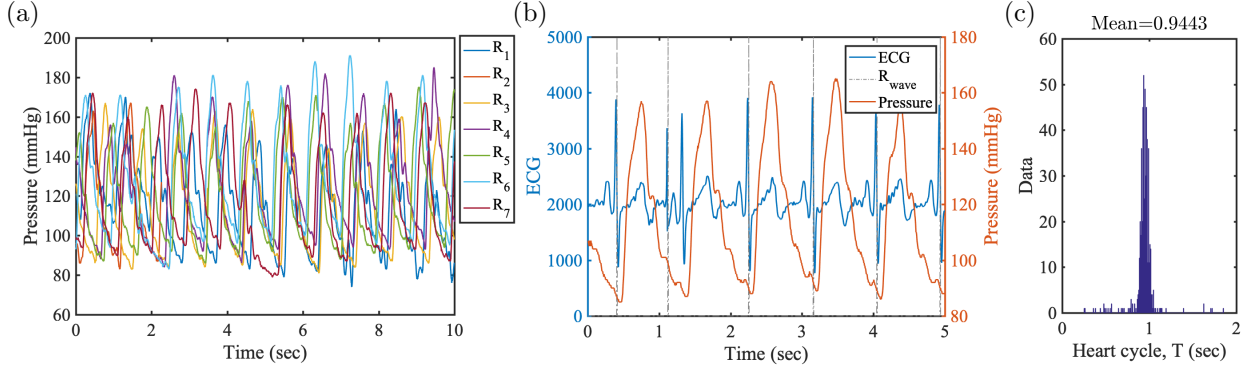 (a)
200
180
160
140
120
100
80
60
Pressure (mmHg)
0
2
4
6
8
10
Time (sec)
R1
R2
R3
R4
R5
R6
R7
(b)
5000
4000
3000
2000
1000
0
ECG
180
160
140
120
100
80
Pressure (mmHg)
0
1
2
3
4
5
Time (sec)
ECG
Rwave
Pressure
(c)
Mean=0.9443
60
50
40
30
20
10
0
Data
0
1
2
Heart cycle, T (sec)